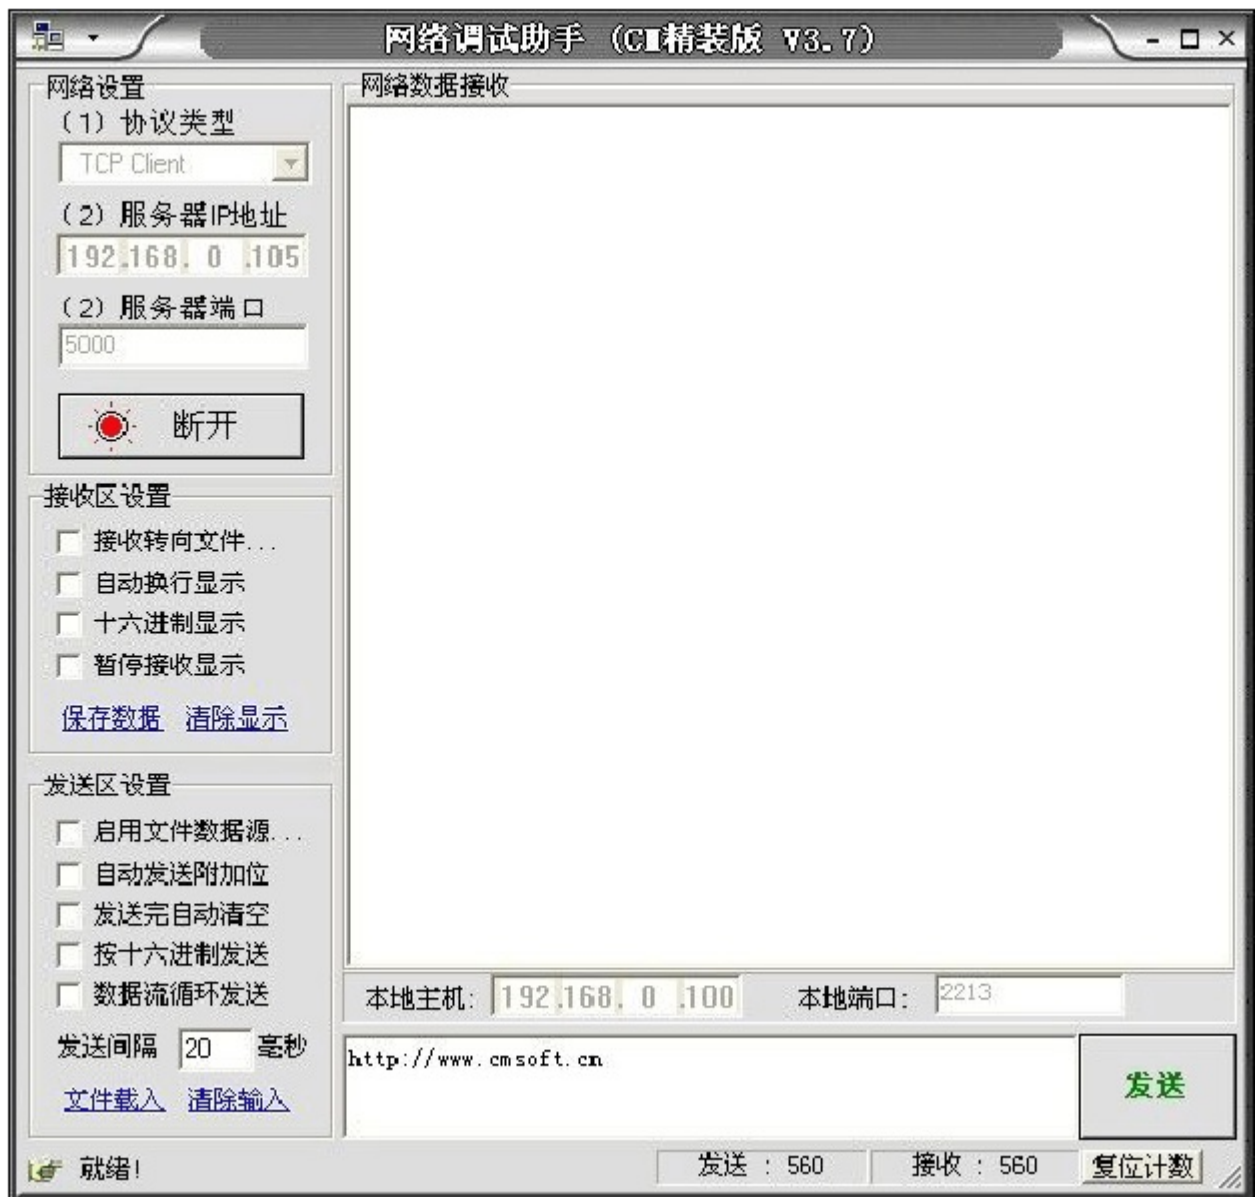 网络调试助手 (CM精装版 V3.7)
网络设置
(1) 协议类型
TCP Client
(2) 服务器IP地址
192.168. 0 .105
(2) 服务器端口
5000
断开
接收区设置
接收转向文件...
自动换行显示
十六进制显示
暂停接收显示
保存数据 清除显示
发送区设置
启用文件数据源...
自动发送附加位
发送完自动清空
按十六进制发送
数据流循环发送
发送间隔 20 毫秒
文件载入 清除输入
网络数据接收
本地主机: 192.168. 0 .100 本地端口: 2213
http://www.cmsoft.cn
发送
就绪! 发送 : 560 接收 : 560 复位计数